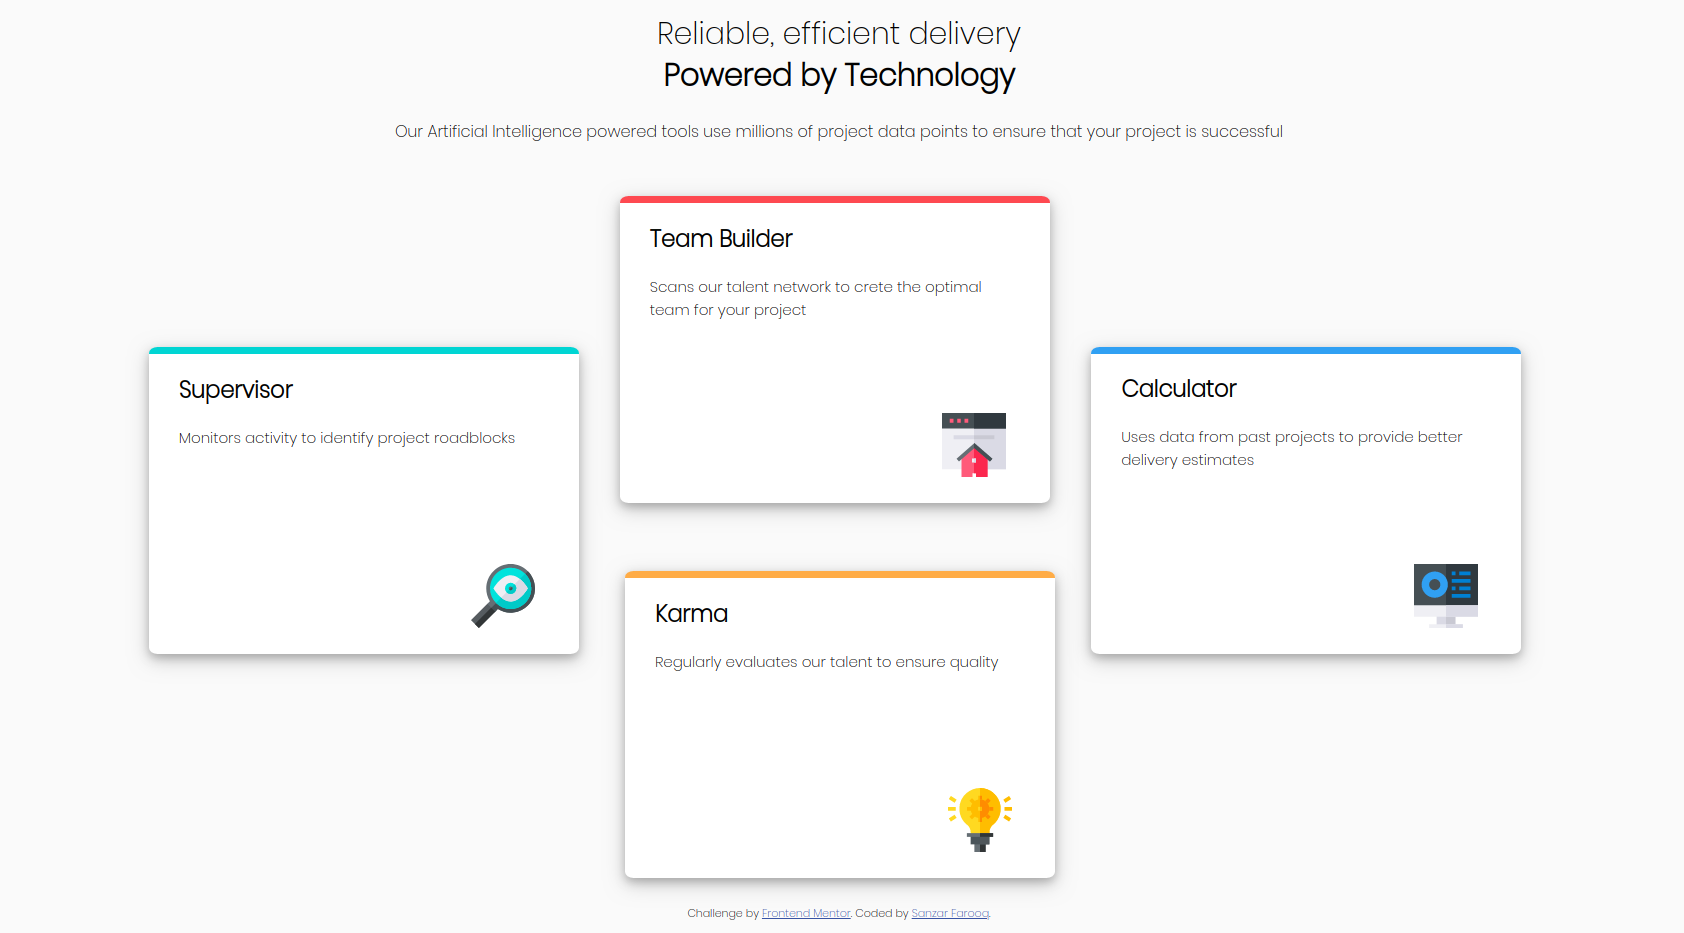 Reliable, efficient delivery
Powered by Technology
Our Artificial Intelligence powered tools use millions of project data points to ensure that your project is successful
Team Builder
Scans our talent network to crete the optimal
team for your project
Supervisor
Monitors activity to identify project roadblocks
Calculator
Uses data from past projects to provide better
delivery estimates
Karma
Regularly evaluates our talent to ensure quality
Challenge by Frontend Mentor. Coded by Sanzar Farooq.